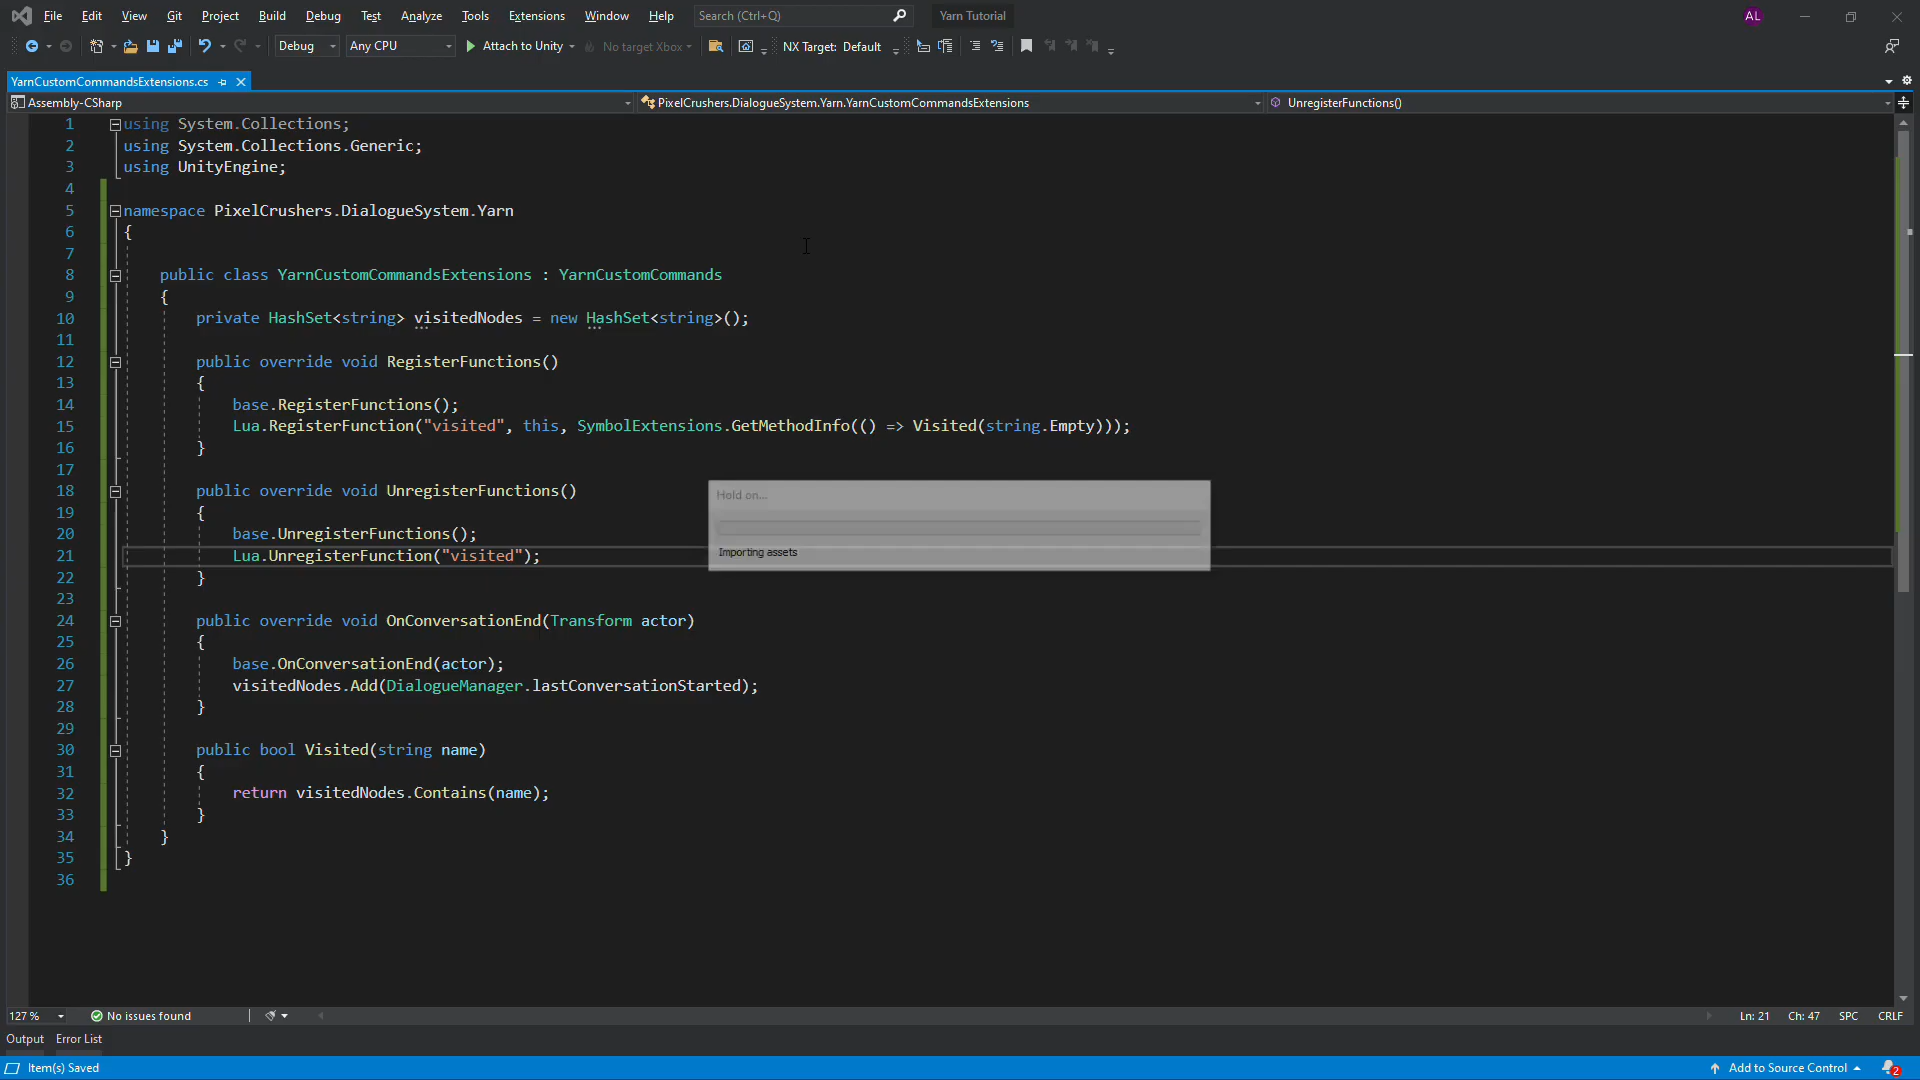 File Edit View Git Project Build Debug Test Analyze Tools Extensions Window Help Search (Ctrl+Q) Yarn Tutorial AL
Debug Any CPU Attach to Unity No target Xbox NX Target: Default
YarnCustomCommandsExtensions.cs
Assembly-CSharp PixelCrushers.DialogueSystem.Yarn.YarnCustomCommandsExtensions UnregisterFunctions()
1 using System.Collections;
2 using System.Collections.Generic;
3 using UnityEngine;
4
5 namespace PixelCrushers.DialogueSystem.Yarn
6 {
7
8 public class YarnCustomCommandsExtensions : YarnCustomCommands
9 {
10 private HashSet<string> visitedNodes = new HashSet<string>();
11
12 public override void RegisterFunctions()
13 {
14 base.RegisterFunctions();
15 Lua.RegisterFunction("visited", this, SymbolExtensions.GetMethodInfo(() => Visited(string.Empty)));
16 }
17
18 public override void UnregisterFunctions()
19 {
20 base.UnregisterFunctions();
21 Lua.UnregisterFunction("visited");
22 }
23
24 public override void OnConversationEnd(Transform actor)
25 {
26 base.OnConversationEnd(actor);
27 visitedNodes.Add(DialogueManager.lastConversationStarted);
28 }
29
30 public bool Visited(string name)
31 {
32 return visitedNodes.Contains(name);
33 }
34 }
35 }
36
Hold on...
Importing assets
127 % No issues found Ln: 21 Ch: 47 SPC CRLF
Output Error List
Item(s) Saved Add to Source Control 2